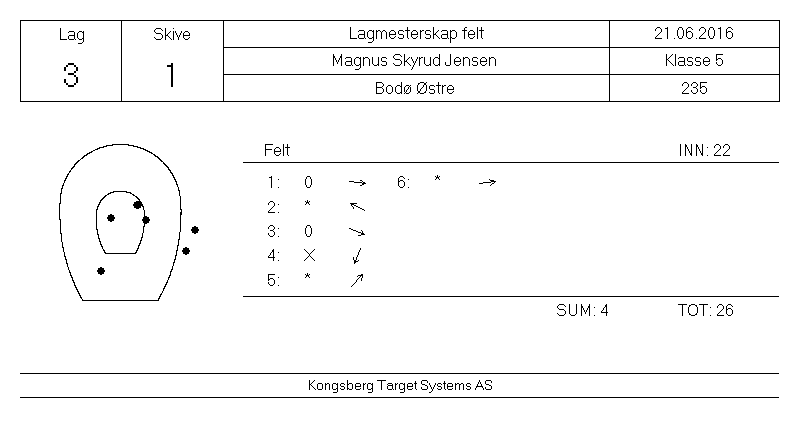 Lag Skive Lagmesterskap felt 21.06.2016
3 1 Magnus Skyrud Jensen Klasse 5
Bodø Østre 235
Felt INN: 22
1: 0 → 6: * →
2: * ↖
3: 0 ↘
4: X ↙
5: * ↗
SUM: 4 TOT: 26
Kongsberg Target Systems AS